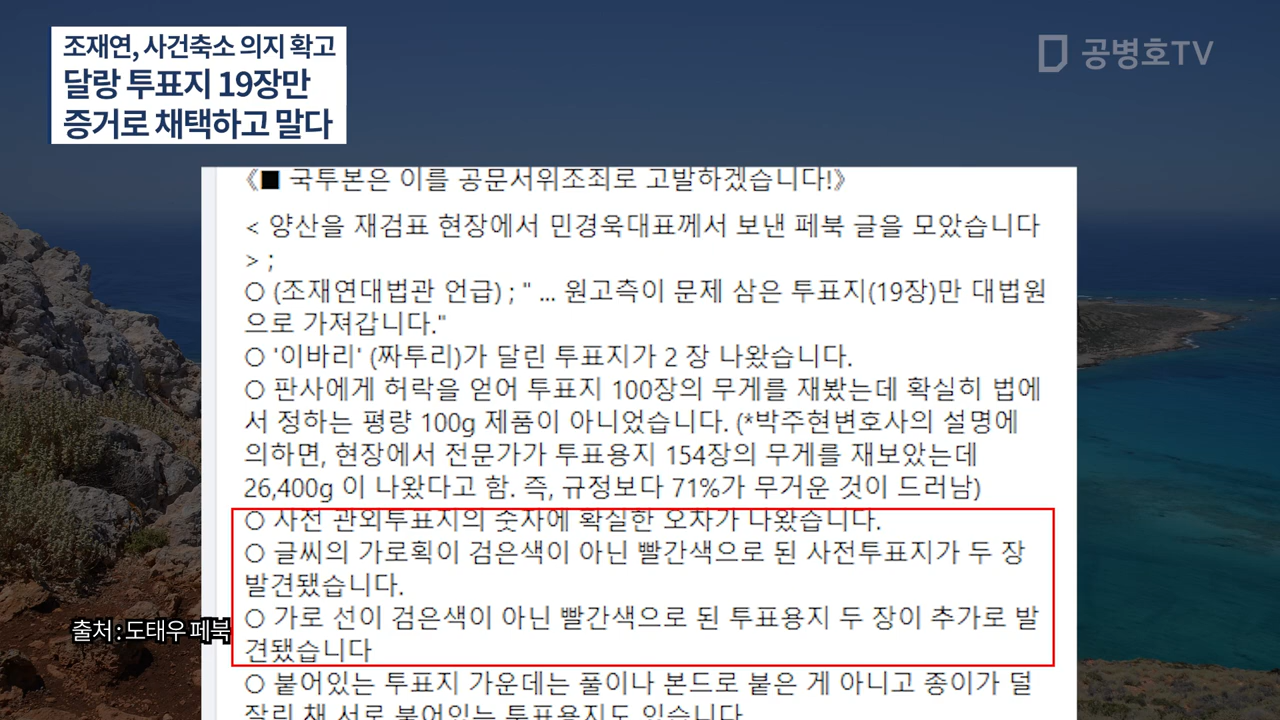 조재연, 사건축소 의지 확고
달랑 투표지 19장만
증거로 채택하고 말다
공병호TV
《■ 국투본은 이를 공문서위조죄로 고발하겠습니다!》
< 양산을 재검표 현장에서 민경욱대표께서 보낸 페북 글을 모았습니다
> ;
○ (조재연대법관 언급) ; " ... 원고측이 문제 삼은 투표지(19장)만 대법원
으로 가져갑니다."
○ '이바리' (짜투리)가 달린 투표지가 2 장 나왔습니다.
○ 판사에게 허락을 얻어 투표지 100장의 무게를 재봤는데 확실히 법에
서 정하는 평량 100g 제품이 아니었습니다. (*박주현변호사의 설명에
의하면, 현장에서 전문가가 투표용지 154장의 무게를 재보았는데
26,400g 이 나왔다고 함. 즉, 규정보다 71%가 무거운 것이 드러남)
○ 사전 관외투표지의 숫자에 확실한 오차가 나왔습니다.
○ 글씨의 가로획이 검은색이 아닌 빨간색으로 된 사전투표지가 두 장
발견됐습니다.
○ 가로 선이 검은색이 아닌 빨간색으로 된 투표용지 두 장이 추가로 발
견됐습니다
출처 : 도태우 페북
○ 붙어있는 투표지 가운데는 풀이나 본드로 붙은 게 아니고 종이가 덜
잘린 채 서로 붙어있는 투표용지도 있습니다